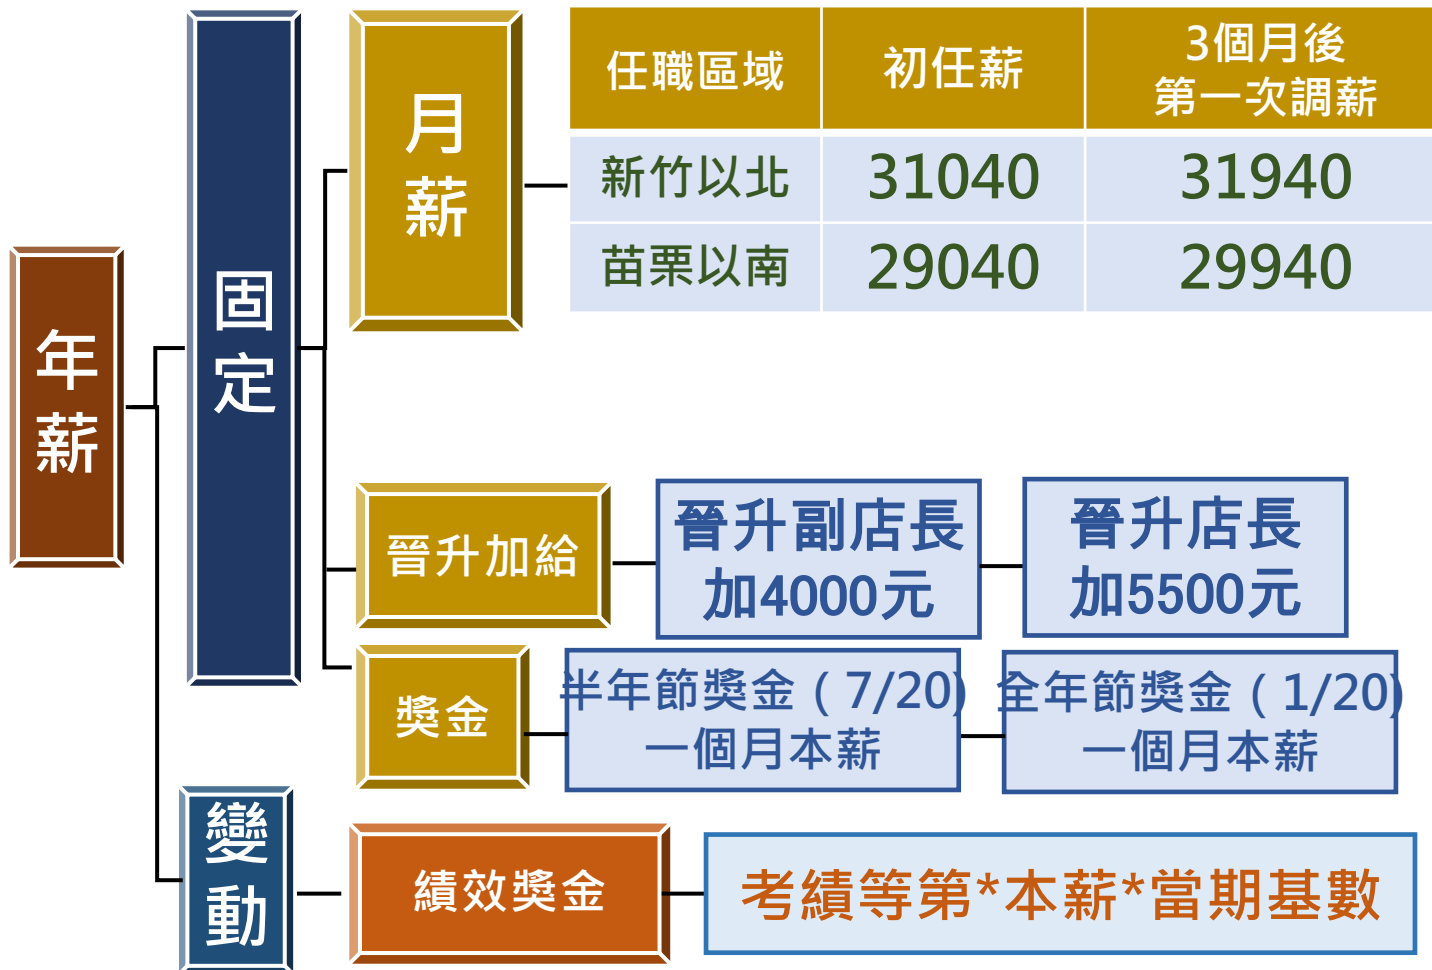 年薪
固定
月薪
任職區域 初任薪 3個月後
第一次調薪
新竹以北 31040 31940
苗栗以南 29040 29940
晉升加給
晉升副店長
加4000元
晉升店長
加5500元
獎金
半年節獎金(7/20)
一個月本薪
全年節獎金(1/20)
一個月本薪
變動
績效獎金
考績等第*本薪*當期基數